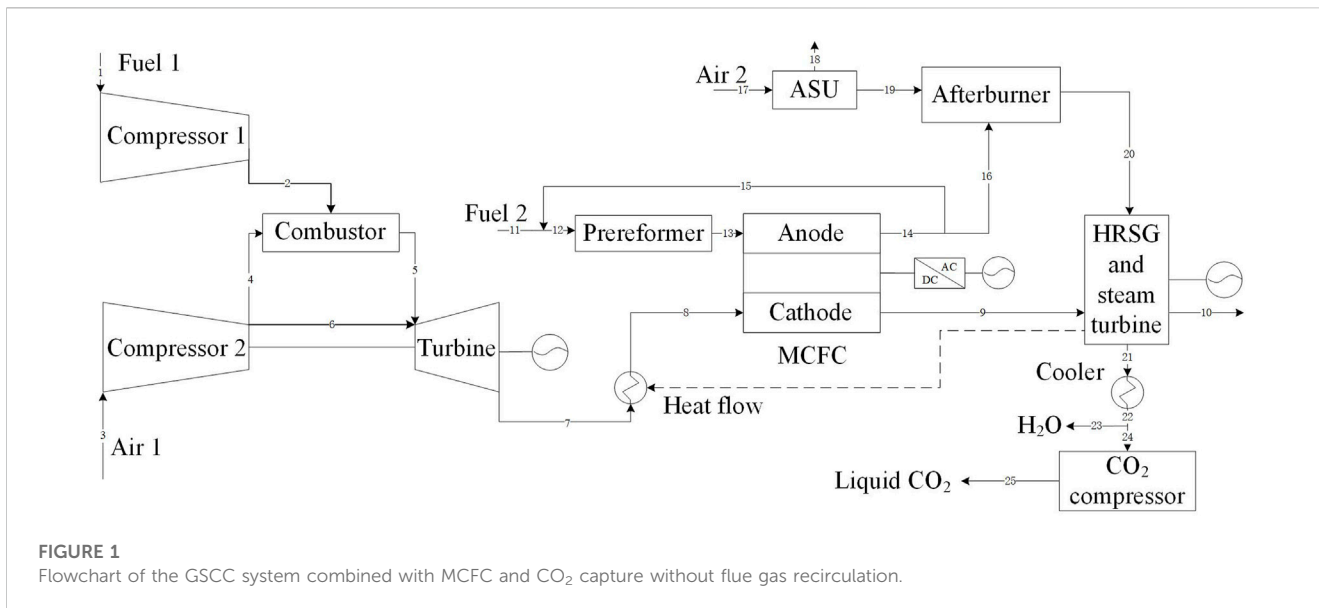 1
Fuel 1
Compressor 1
2
Combustor
4
5
6
Compressor 2
Turbine
3
Air 1
7
Heat flow
8
Fuel 2
11
12
Prereformer
13
15
Anode
14
16
AC
DC
Cathode
9
MCFC
Air 2
17
18
ASU
19
Afterburner
20
HRSG
and
steam
turbine
10
21
Cooler
22
H₂O
23
24
CO₂
compressor
Liquid CO₂
25
FIGURE 1
Flowchart of the GSCC system combined with MCFC and CO₂ capture without flue gas recirculation.